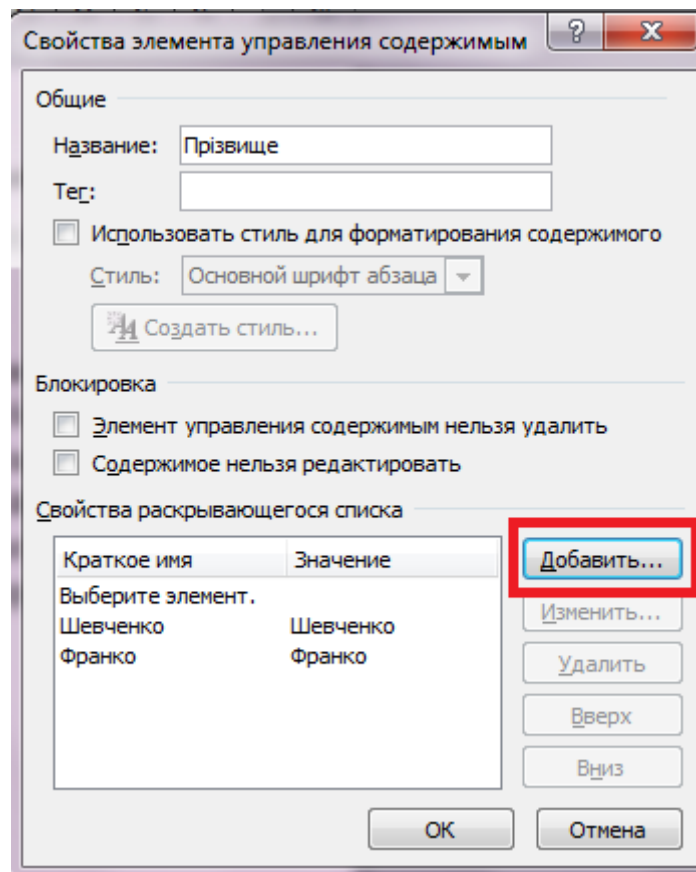 Свойства элемента управления содержимым
Общие
Название: Прізвище
Тег:
Использовать стиль для форматирования содержимого
Стиль: Основной шрифт абзаца
Создать стиль...
Блокировка
Элемент управления содержимым нельзя удалить
Содержимое нельзя редактировать
Свойства раскрывающегося списка
Краткое имя Значение
Выберите элемент.
Шевченко Шевченко
Франко Франко
Добавить...
Изменить...
Удалить
Вверх
Вниз
ОК Отмена